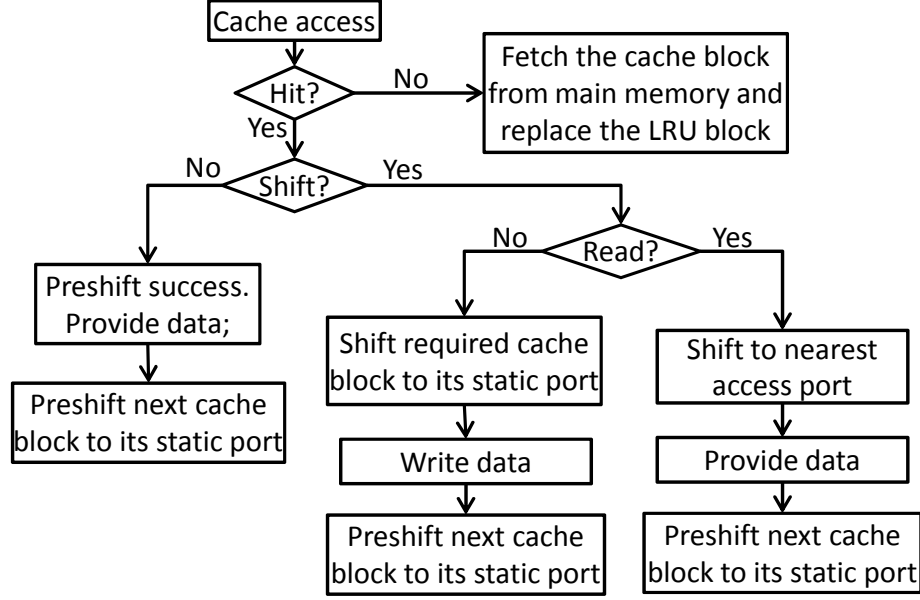 Cache access
Hit?
No
Fetch the cache block
from main memory and
replace the LRU block
Yes
No
Shift?
Yes
No
Read?
Yes
Preshift success.
Provide data;
Preshift next cache
block to its static port
Shift required cache
block to its static port
Write data
Preshift next cache
block to its static port
Shift to nearest
access port
Provide data
Preshift next cache
block to its static port